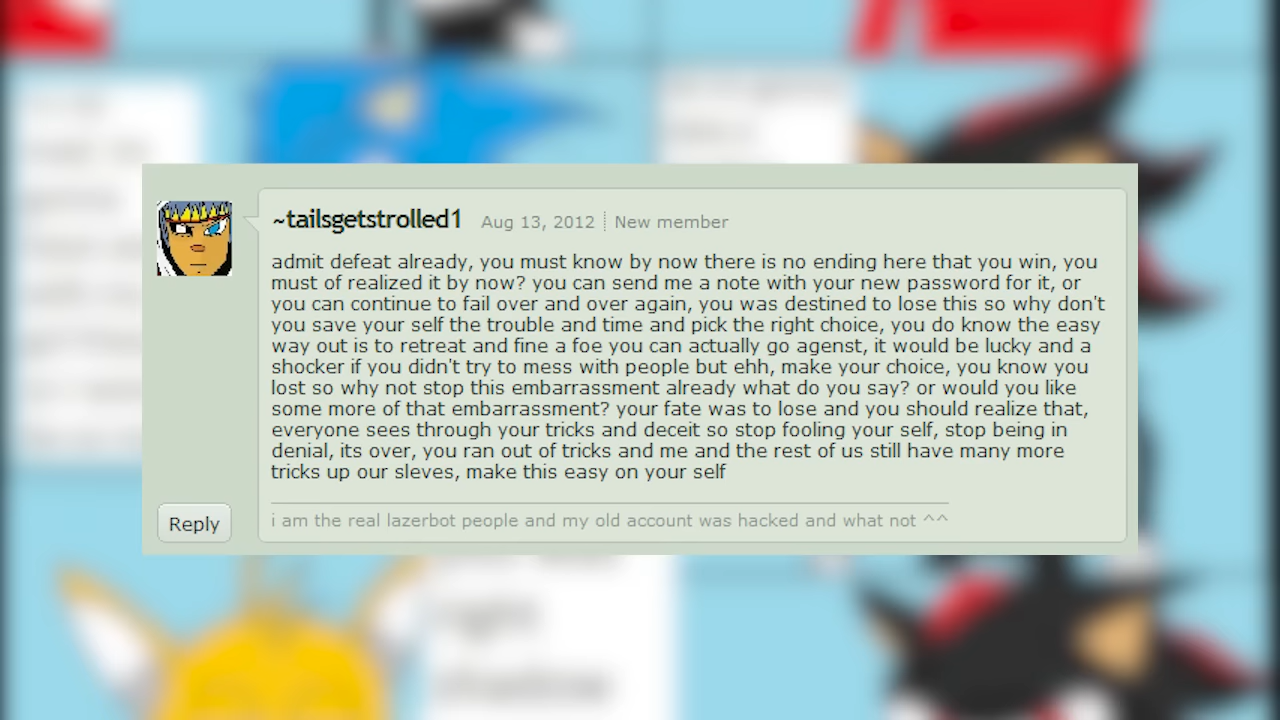 ~tailsgetstrolled1 Aug 13, 2012 New member
admit defeat already, you must know by now there is no ending here that you win, you
must of realized it by now? you can send me a note with your new password for it, or
you can continue to fail over and over again, you was destined to lose this so why don't
you save your self the trouble and time and pick the right choice, you do know the easy
way out is to retreat and fine a foe you can actually go agenst, it would be lucky and a
shocker if you didn't try to mess with people but ehh, make your choice, you know you
lost so why not stop this embarrassment already what do you say? or would you like
some more of that embarrassment? your fate was to lose and you should realize that,
everyone sees through your tricks and deceit so stop fooling your self, stop being in
denial, its over, you ran out of tricks and me and the rest of us still have many more
tricks up our sleves, make this easy on your self
i am the real lazerbot people and my old account was hacked and what not ^^
Reply
right
shadow